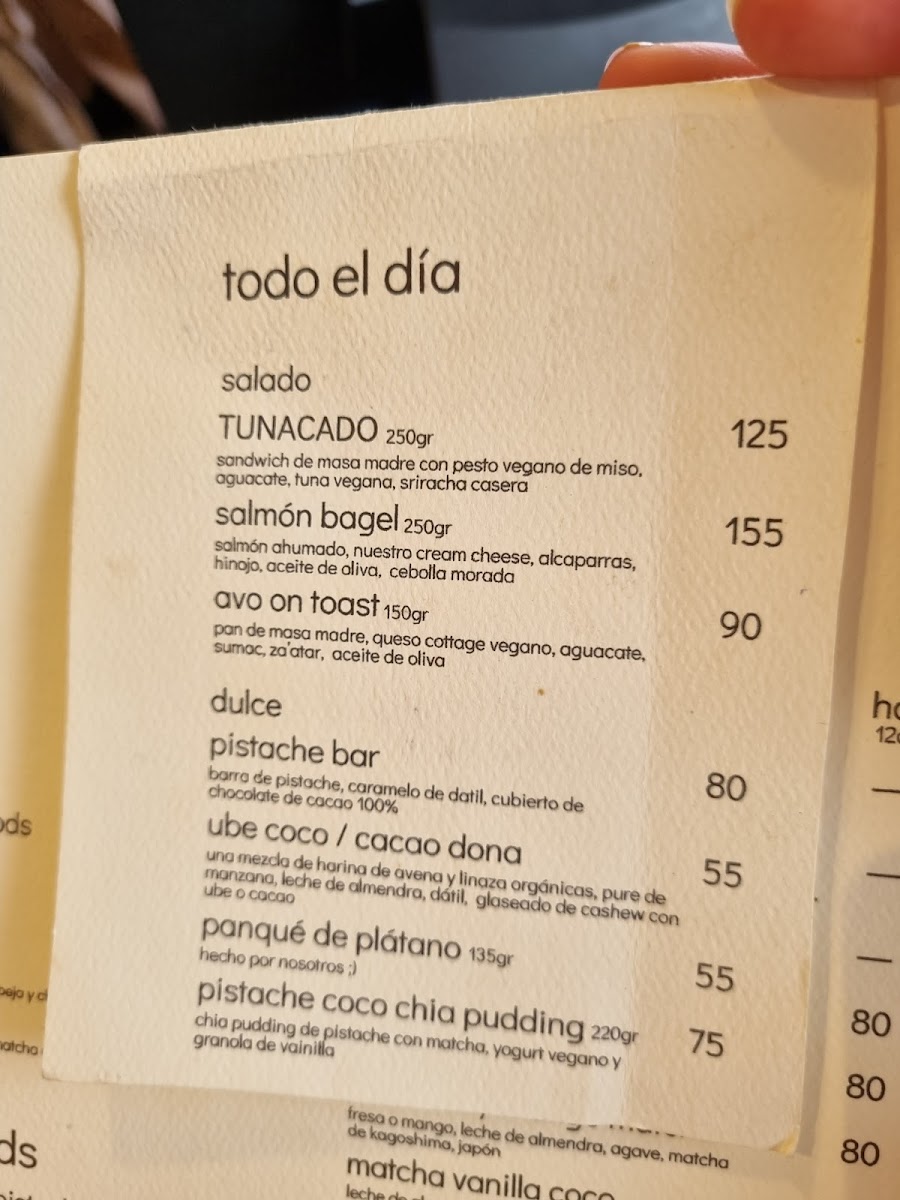 todo el día
salado
TUNACADO 250gr 125
sandwich de masa madre con pesto vegano de miso,
aguacate, tuna vegana, sriracha casera
salmón bagel 250gr 155
salmón ahumado, nuestro cream cheese, alcaparras,
hinojo, aceite de oliva, cebolla morada
avo on toast 150gr 90
pan de masa madre, queso cottage vegano, aguacate,
sumac, za'atar, aceite de oliva
dulce
pistache bar 80
barra de pistache, caramelo de datil, cubierto de
chocolate de cacao 100%
ube coco / cacao dona 55
una mezcla de harina de avena y linaza orgánicas, pure de
manzana, leche de almendra, dátil, glaseado de cashew con
ube o cacao
panqué de plátano 135gr 55
hecho por nosotros ;)
pistache coco chia pudding 220gr 75
chia pudding de pistache con matcha, yogurt vegano y
granola de vainilla
fresa o mango, leche de almendra, agave, matcha
de kagoshima, japón
matcha vanilla coco
80
80
80